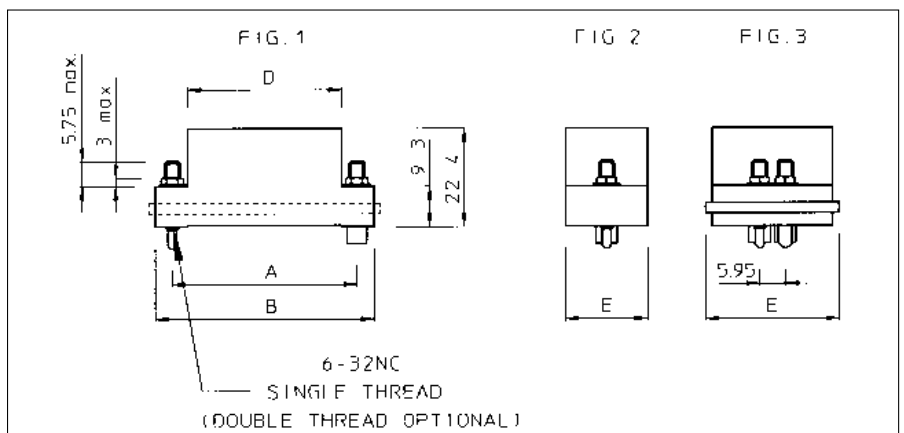 FIG.1
FIG 2
FIG.3
D
5.75 max.
3 max
9 3
22 4
A
B
5.95
E
E
6-32NC
SINGLE THREAD
(DOUBLE THREAD OPTIONAL)